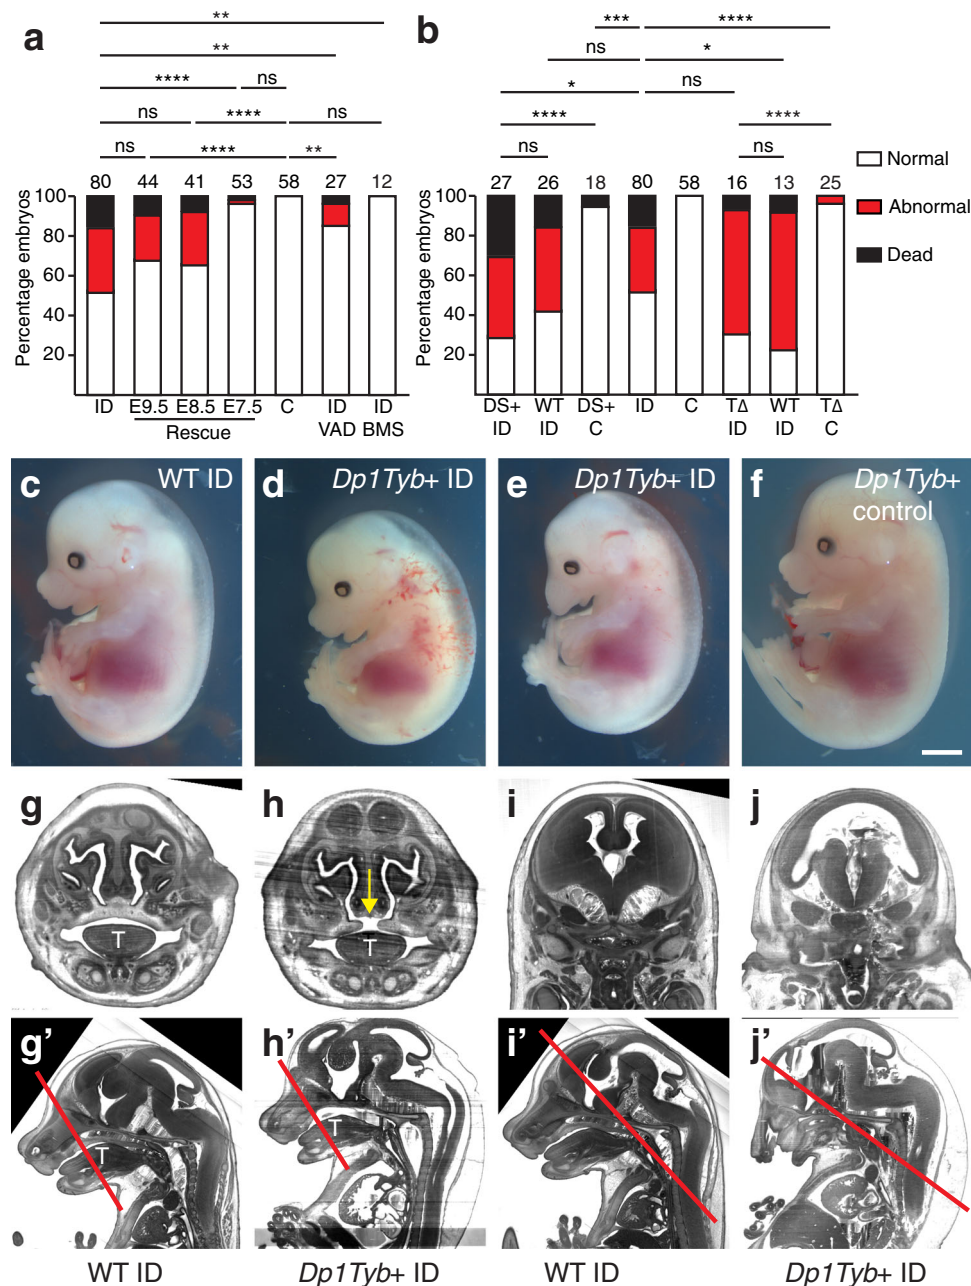 a
**
**
**** ns
ns **** ns
ns **** **
80 44 41 53 58 27 12
Percentage embryos
100
80
60
40
20
ID E9.5 E8.5 E7.5 C ID ID
Rescue VAD BMS
b
*** ****
ns *
* ns
**** ****
ns ns
27 26 18 80 58 16 13 25
Percentage embryos
100
80
60
40
20
DS+ WT DS+ ID C TΔ WT TΔ
ID ID C ID ID C
Normal
Abnormal
Dead
c WT ID
d Dp1Tyb+ ID
e Dp1Tyb+ ID
f Dp1Tyb+
control
g T
h T
i
j
g’ T
h’ T
i’
j’
WT ID Dp1Tyb+ ID WT ID Dp1Tyb+ ID